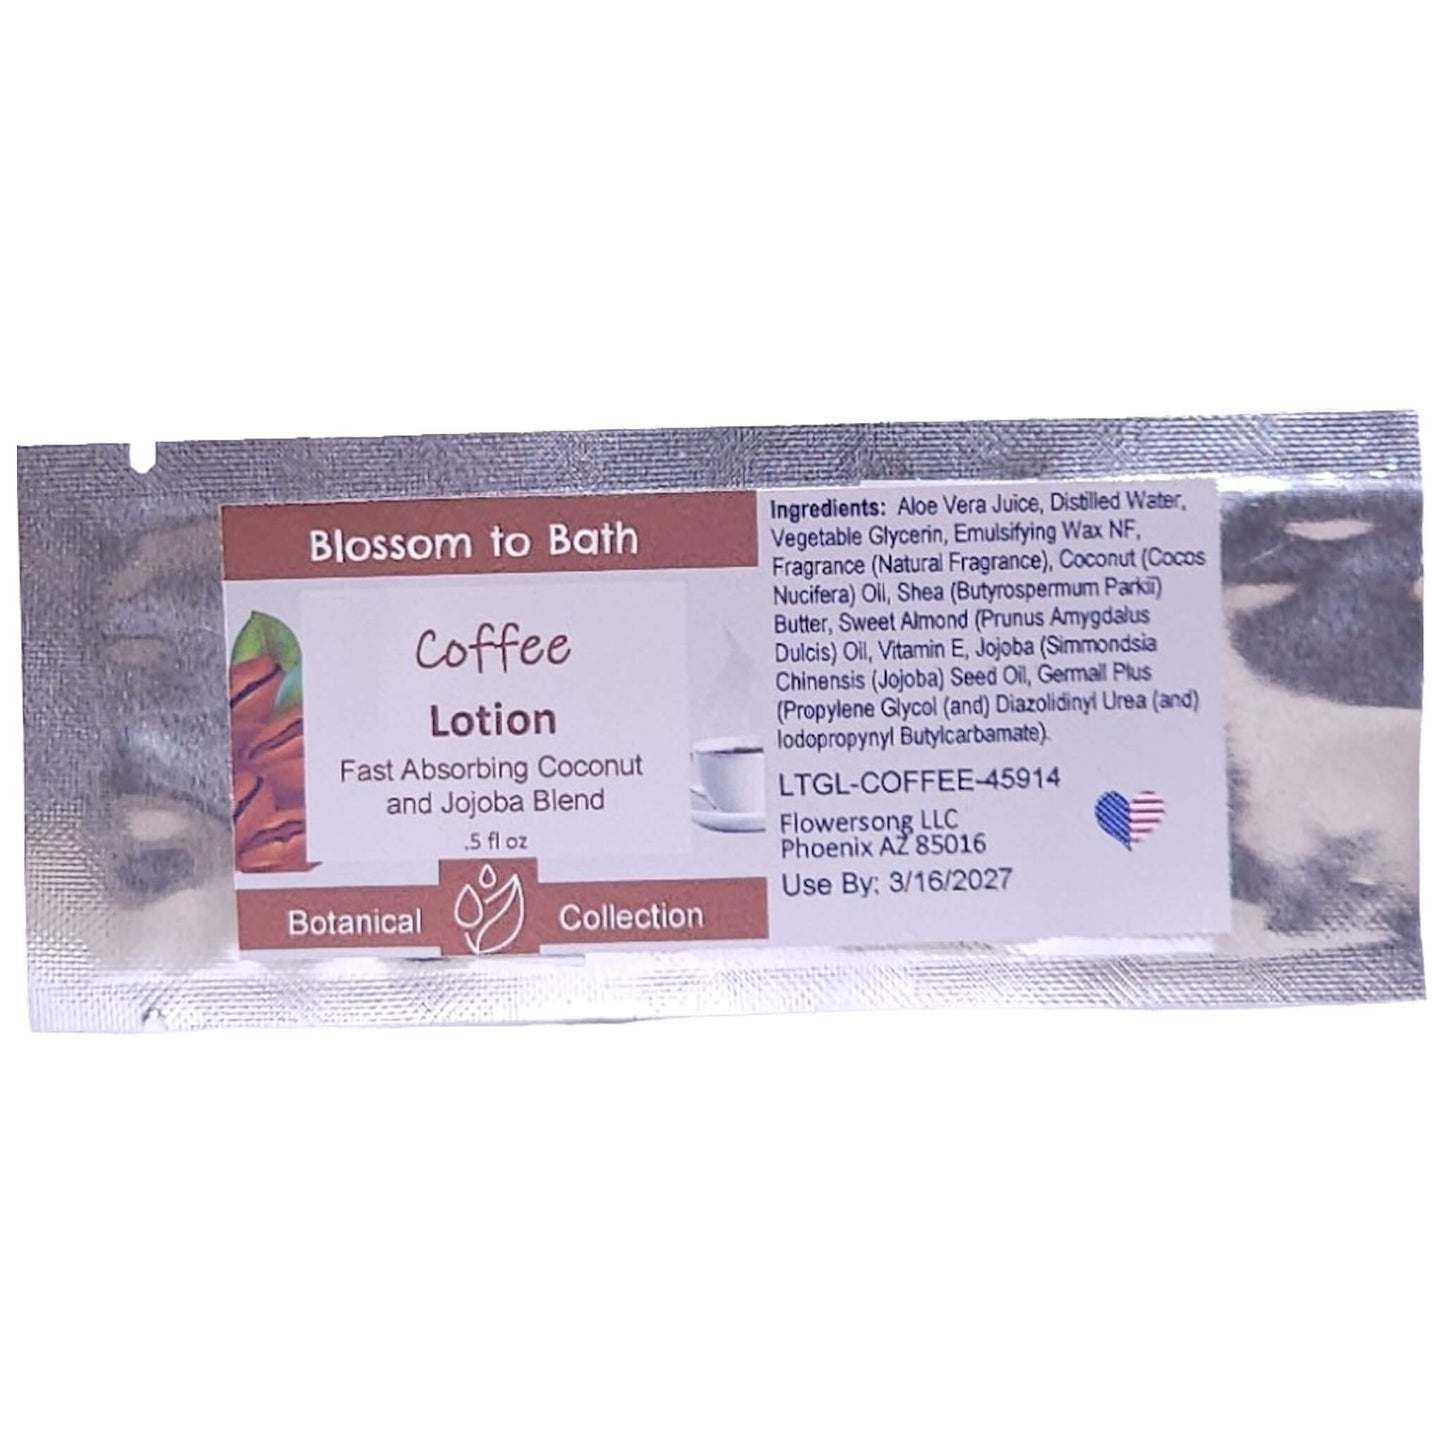 Blossom to Bath
Coffee
Lotion
Fast Absorbing Coconut
and Jojoba Blend
.5 fl oz
Botanical Collection
Ingredients: Aloe Vera Juice, Distilled Water,
Vegetable Glycerin, Emulsifying Wax NF,
Fragrance (Natural Fragrance), Coconut (Cocos
Nucifera) Oil, Shea (Butyrospermum Parkii)
Butter, Sweet Almond (Prunus Amygdalus
Dulcis) Oil, Vitamin E, Jojoba (Simmondsia
Chinensis (Jojoba) Seed Oil, Germall Plus
(Propylene Glycol (and) Diazolidinyl Urea (and)
Iodopropynyl Butylcarbamate).
LTGL-COFFEE-45914
Flowersong LLC
Phoenix AZ 85016
Use By: 3/16/2027